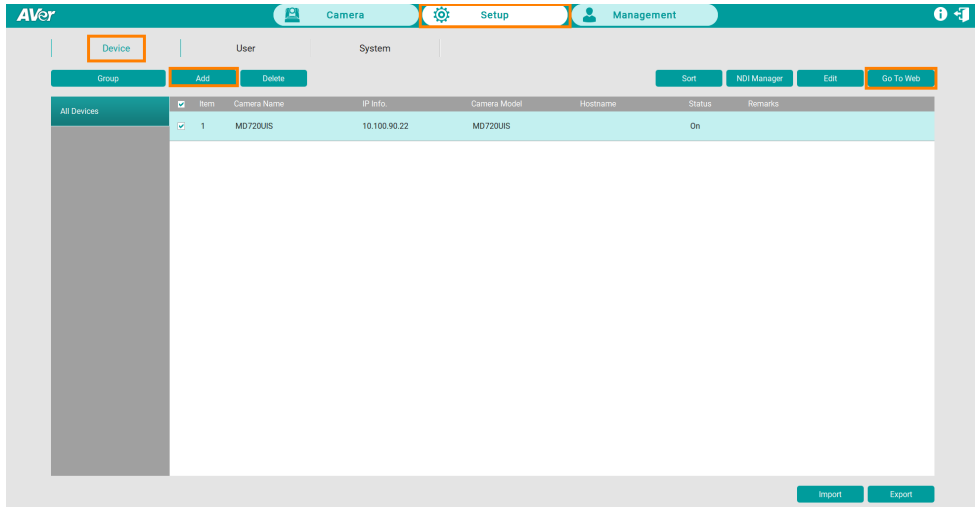 AVer Camera Setup Management
Device User System
Group Add Delete Sort NDI Manager Edit Go To Web
All Devices
Item Camera Name IP Info. Camera Model Hostname Status Remarks
1 MD720UIS 10.100.90.22 MD720UIS On
Import Export